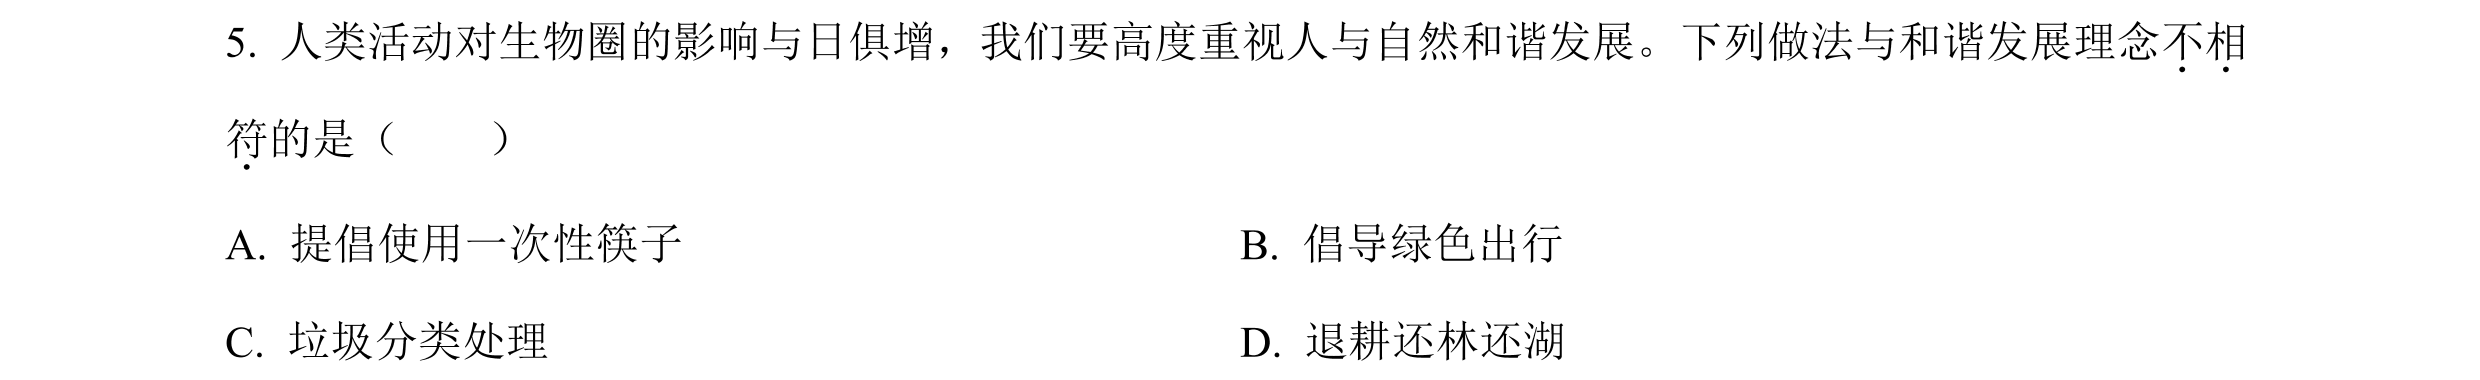 5. 人类活动对生物圈的影响与日俱增，我们要高度重视人与自然和谐发展。下列做法与和谐发展理念不相
符的是（　　）
A. 提倡使用一次性筷子 B. 倡导绿色出行
C. 垃圾分类处理 D. 退耕还林还湖